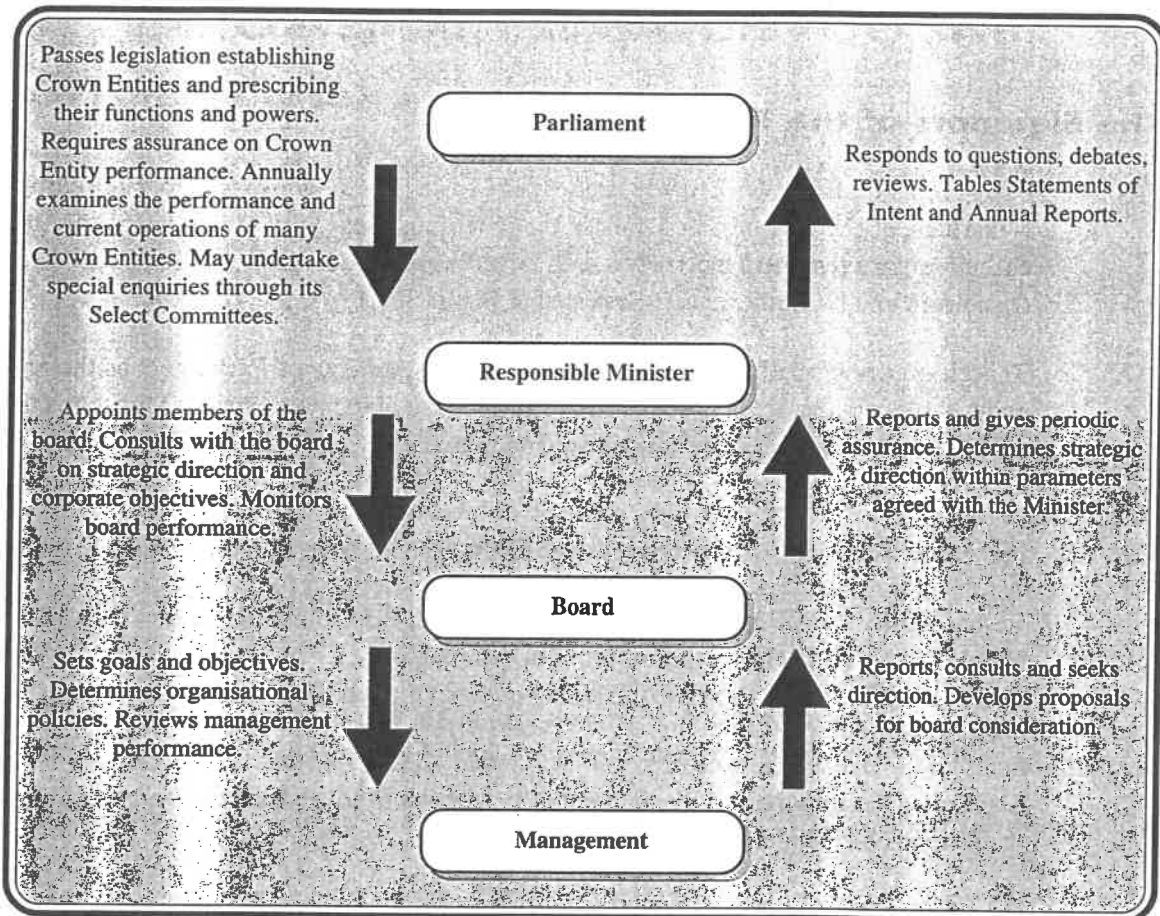 Passes legislation establishing
Crown Entities and prescribing
their functions and powers.
Requires assurance on Crown
Entity performance. Annually
examines the performance and
current operations of many
Crown Entities. May undertake
special enquiries through its
Select Committees.
Parliament
Responds to questions, debates,
reviews. Tables Statements of
Intent and Annual Reports.
Responsible Minister
Appoints members of the
board. Consults with the board
on strategic direction and
corporate objectives. Monitors
board performance.
Reports and gives periodic
assurance. Determines strategic
direction within parameters
agreed with the Minister.
Board
Sets goals and objectives.
Determines organisational
policies. Reviews management
performance.
Reports, consults and seeks
direction. Develops proposals
for board consideration.
Management